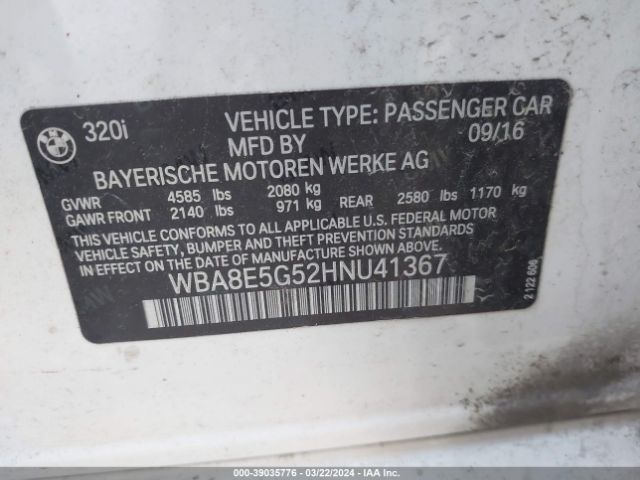 320i VEHICLE TYPE: PASSENGER CAR
MFD BY 09/16
BAYERISCHE MOTOREN WERKE AG
GVWR 4585 lbs 2080 kg
GAWR FRONT 2140 lbs 971 kg REAR 2580 lbs 1170 kg
THIS VEHICLE CONFORMS TO ALL APPLICABLE U.S. FEDERAL MOTOR
VEHICLE SAFETY, BUMPER AND THEFT PREVENTION STANDARDS
IN EFFECT ON THE DATE OF MANUFACTURE SHOWN ABOVE.
WBA8E5G52HNU41367
2 122 606
000-39035776 - 03/22/2024 - IAA Inc.